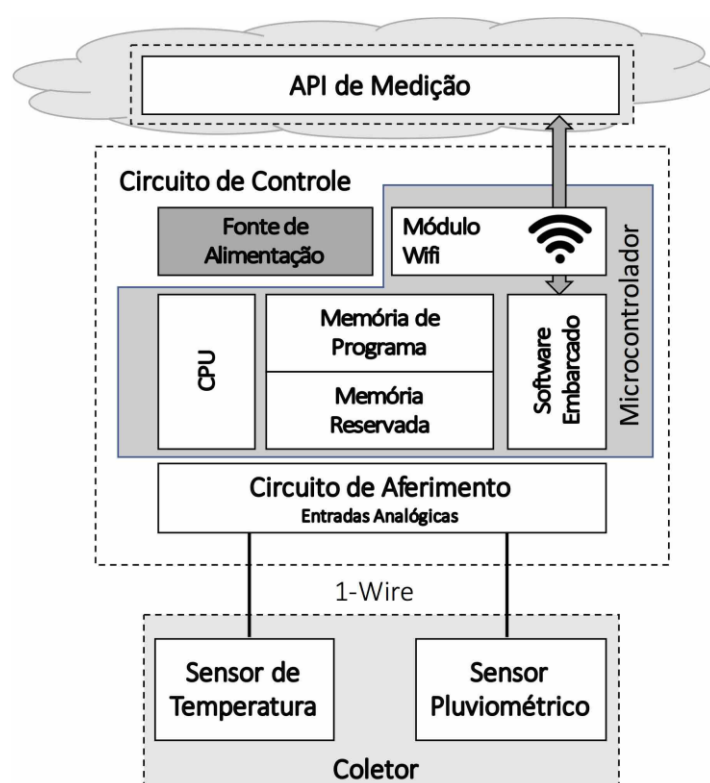 API de Medição
Circuito de Controle
Fonte de
Alimentação
Módulo
Wifi
Microcontrolador
CPU
Memória de
Programa
Memória
Reservada
Software
Embarcado
Circuito de Aferimento
Entradas Analógicas
1-Wire
Sensor de
Temperatura
Sensor
Pluviométrico
Coletor